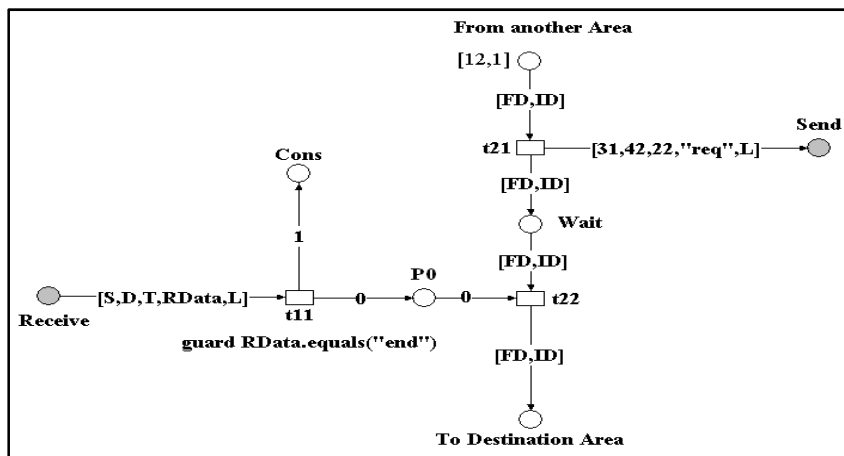 From another Area
[12,1]
[FD,ID]
Send
t21
[31,42,22,"req",L]
Cons
[FD,ID]
Wait
1
[FD,ID]
P0
[S,D,T,RData,L]
0
0
t22
Receive
t11
guard RData.equals("end")
[FD,ID]
To Destination Area